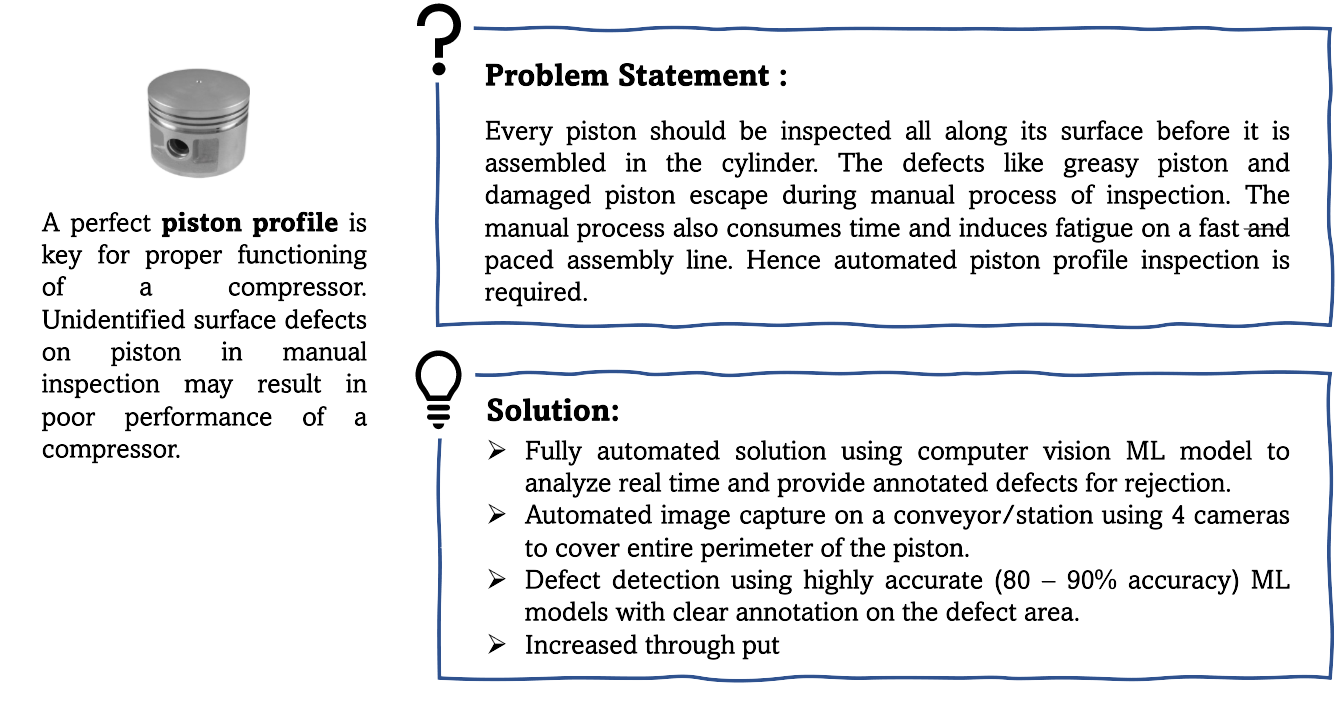 A perfect piston profile is
key for proper functioning
of a compressor.
Unidentified surface defects
on piston in manual
inspection may result in
poor performance of a
compressor.
Problem Statement :
Every piston should be inspected all along its surface before it is
assembled in the cylinder. The defects like greasy piston and
damaged piston escape during manual process of inspection. The
manual process also consumes time and induces fatigue on a fast and
paced assembly line. Hence automated piston profile inspection is
required.
Solution:
➢ Fully automated solution using computer vision ML model to
analyze real time and provide annotated defects for rejection.
➢ Automated image capture on a conveyor/station using 4 cameras
to cover entire perimeter of the piston.
➢ Defect detection using highly accurate (80 – 90% accuracy) ML
models with clear annotation on the defect area.
➢ Increased through put